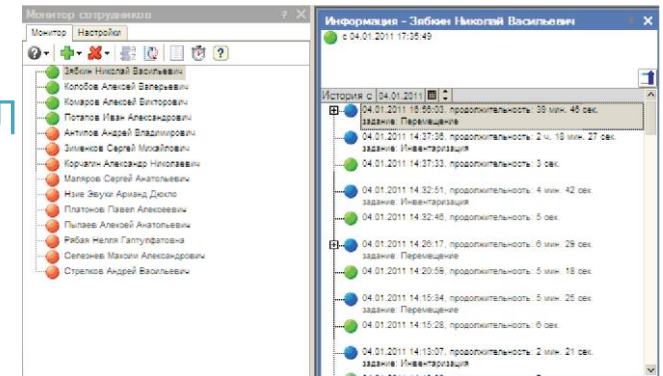 Монитор сотрудников
Монитор Настройки
Зябкин Николай Васильевич
Колобов Алексей Валерьевич
Комаров Алексей Викторович
Потапов Иван Александрович
Антипов Андрей Владимирович
Зименков Сергей Михайлович
Корчагин Александр Николаевич
Маляров Сергей Анатольевич
Нзие Эвуки Арианд
Платонов Павел Алексеевич
Пылаев Алексей Анатольевич
Рябая Нелля
Селезнев Максим Александрович
Стрелков Андрей Васильевич
Л
Информация - Зябкин Николай Васильевич
с 04.01.2011 17:35:49
История с 04.01.2011
04.01.2011 16:56:03, продолжительность: 39 мин. 46 сек.
задание: Перемещение
04.01.2011 14:37:36, продолжительность: 2 ч. 18 мин. 27 сек.
задание: Инвентаризация
04.01.2011 14:37:33, продолжительность: 3 сек.
04.01.2011 14:32:51, продолжительность: 4 мин. 42 сек.
задание: Инвентаризация
04.01.2011 14:32:46, продолжительность: 5 сек.
04.01.2011 14:26:17, продолжительность: 6 мин. 29 сек.
задание: Перемещение
04.01.2011 14:20:59, продолжительность: 5 мин. 18 сек.
04.01.2011 14:15:34, продолжительность: 5 мин. 25 сек.
задание: Перемещение
04.01.2011 14:15:28, продолжительность: 6 сек.
04.01.2011 14:13:07, продолжительность: 2 мин. 21 сек.
задание: Инвентаризация